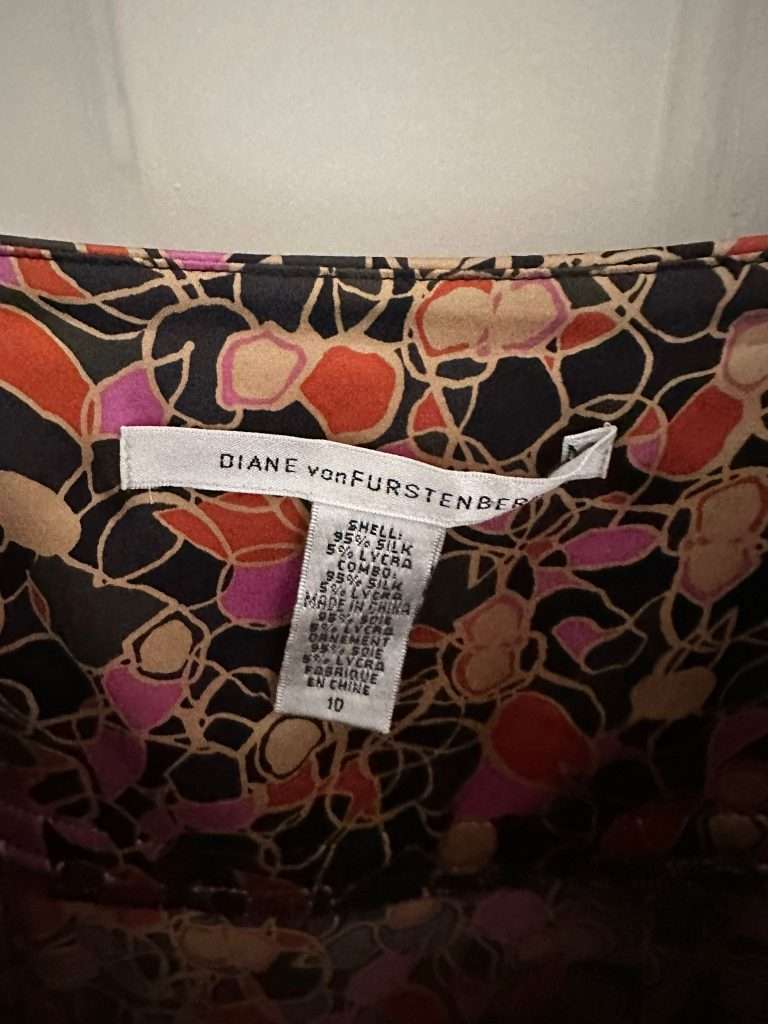 DIANE vonFURSTENBER
SHELL:
95% SILK
5% LYCRA
COMBO:
95% SILK
5% LYCRA
MADE IN CHINA
95% SOIE
5% LYCRA
ORNEMENT
95% SOIE
5% LYCRA
FABRIQUE
EN CHINE
10